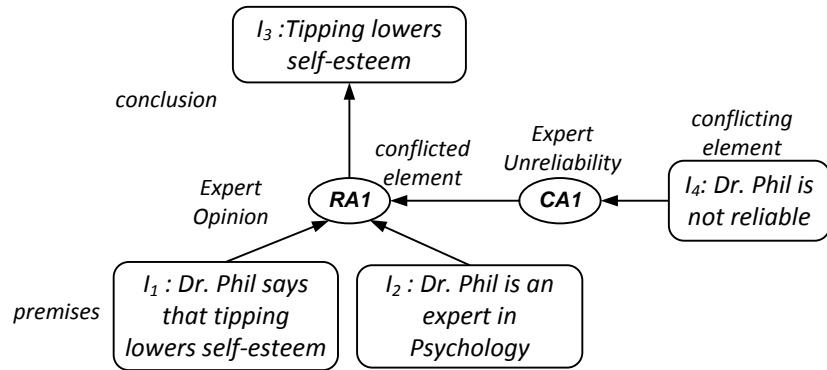 I3 :Tipping lowers
self-esteem
conclusion
conflicting
element
Expert
Unreliability
conflicted
element
Expert
Opinion
RA1
CA1
I4: Dr. Phil is
not reliable
premises
I1 : Dr. Phil says
that tipping
lowers self-esteem
I2 : Dr. Phil is an
expert in
Psychology